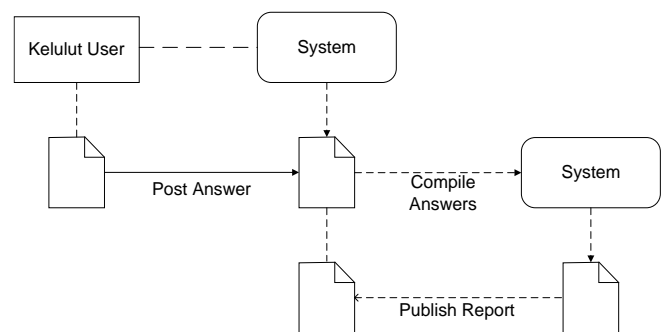 Kelulut User
System
Post Answer
Compile
Answers
System
Publish Report